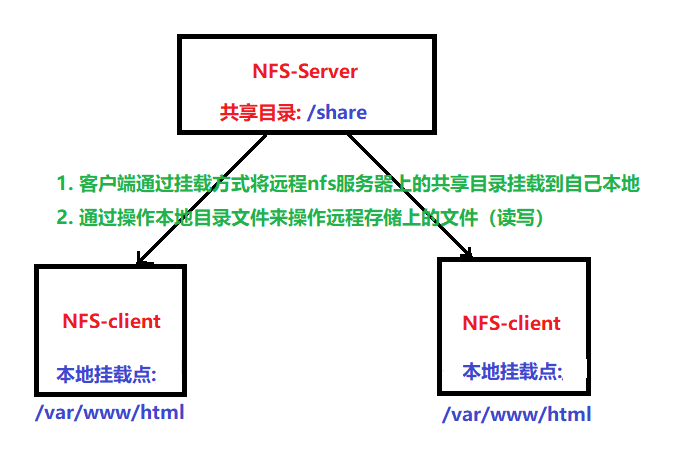 NFS-Server
共享目录: /share
1. 客户端通过挂载方式将远程nfs服务器上的共享目录挂载到自己本地
2. 通过操作本地目录文件来操作远程存储上的文件（读写）
NFS-client
本地挂载点:
/var/www/html
NFS-client
本地挂载点:
/var/www/html